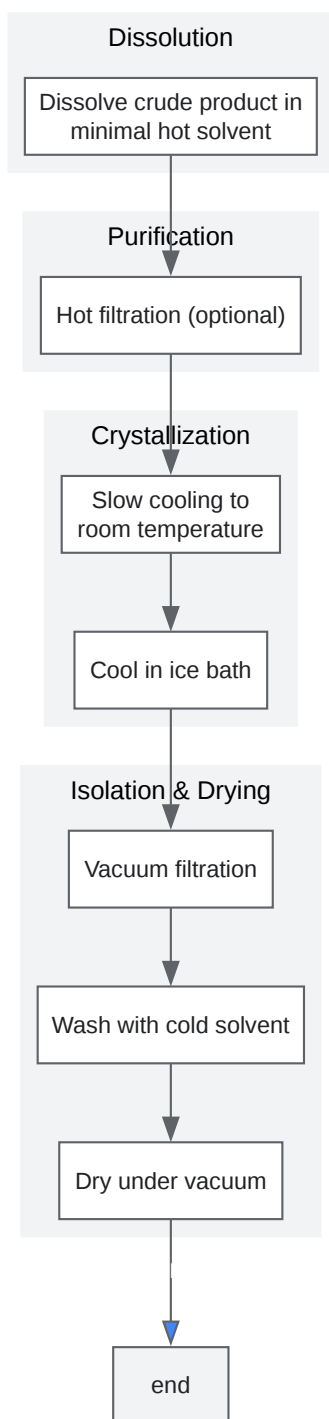 Dissolution
Dissolve crude product in
minimal hot solvent
Purification
Hot filtration (optional)
Crystallization
Slow cooling to
room temperature
Cool in ice bath
Isolation & Drying
Vacuum filtration
Wash with cold solvent
Dry under vacuum
end